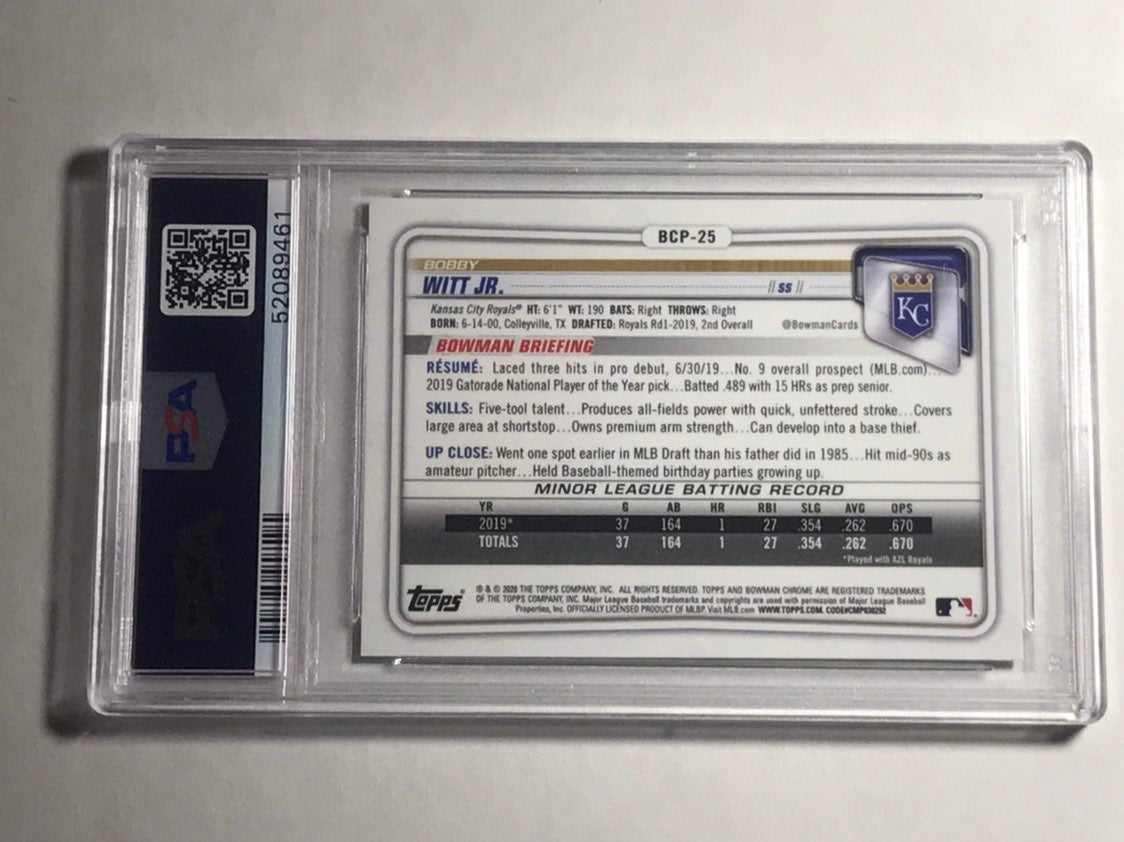 52089461
PSA
PSA
BCP-25
BOBBY
WITT JR.
// SS //
Kansas City Royals® HT: 6'1" WT: 190 BATS: Right THROWS: Right
BORN: 6-14-00, Colleyville, TX DRAFTED: Royals Rd1-2019, 2nd Overall
@BowmanCards
KC
BOWMAN BRIEFING
RÉSUMÉ: Laced three hits in pro debut, 6/30/19...No. 9 overall prospect (MLB.com)...
2019 Gatorade National Player of the Year pick...Batted .489 with 15 HRs as prep senior.
SKILLS: Five-tool talent...Produces all-fields power with quick, unfettered stroke...Covers
large area at shortstop...Owns premium arm strength...Can develop into a base thief.
UP CLOSE: Went one spot earlier in MLB Draft than his father did in 1985...Hit mid-90s as
amateur pitcher...Held Baseball-themed birthday parties growing up.
MINOR LEAGUE BATTING RECORD
YR G AB HR RBI SLG AVG OPS
2019* 37 164 1 27 .354 .262 .670
TOTALS 37 164 1 27 .354 .262 .670
*Played with AZL Royals
topps®
® & © 2020 THE TOPPS COMPANY, INC. ALL RIGHTS RESERVED. TOPPS AND BOWMAN CHROME ARE REGISTERED TRADEMARKS
OF THE TOPPS COMPANY, INC. Major League Baseball trademarks and copyrights are used with permission of Major League Baseball
Properties, Inc. OFFICIALLY LICENSED PRODUCT OF MLBP. Visit MLB.com WWW.TOPPS.COM. CODE#CMP030292